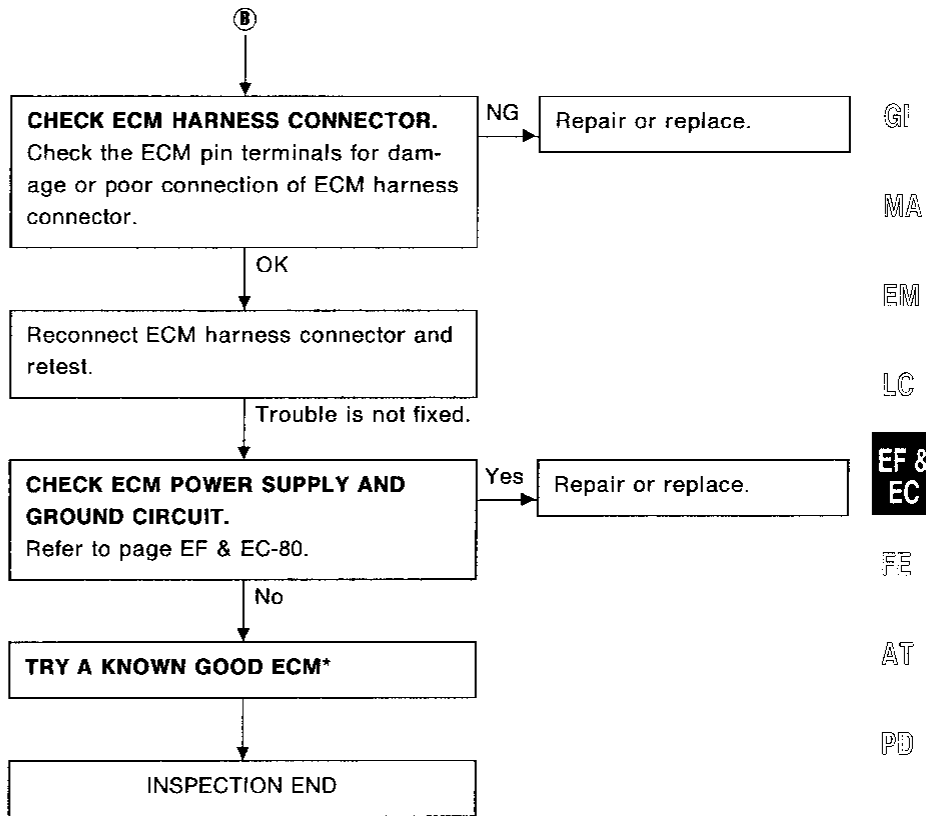 B
CHECK ECM HARNESS CONNECTOR.
Check the ECM pin terminals for dam-
age or poor connection of ECM harness
connector.
NG
Repair or replace.
OK
Reconnect ECM harness connector and
retest.
Trouble is not fixed.
CHECK ECM POWER SUPPLY AND
GROUND CIRCUIT.
Refer to page EF & EC-80.
Yes
Repair or replace.
No
TRY A KNOWN GOOD ECM*
INSPECTION END
GI
MA
EM
LC
EF &
EC
FE
AT
PD